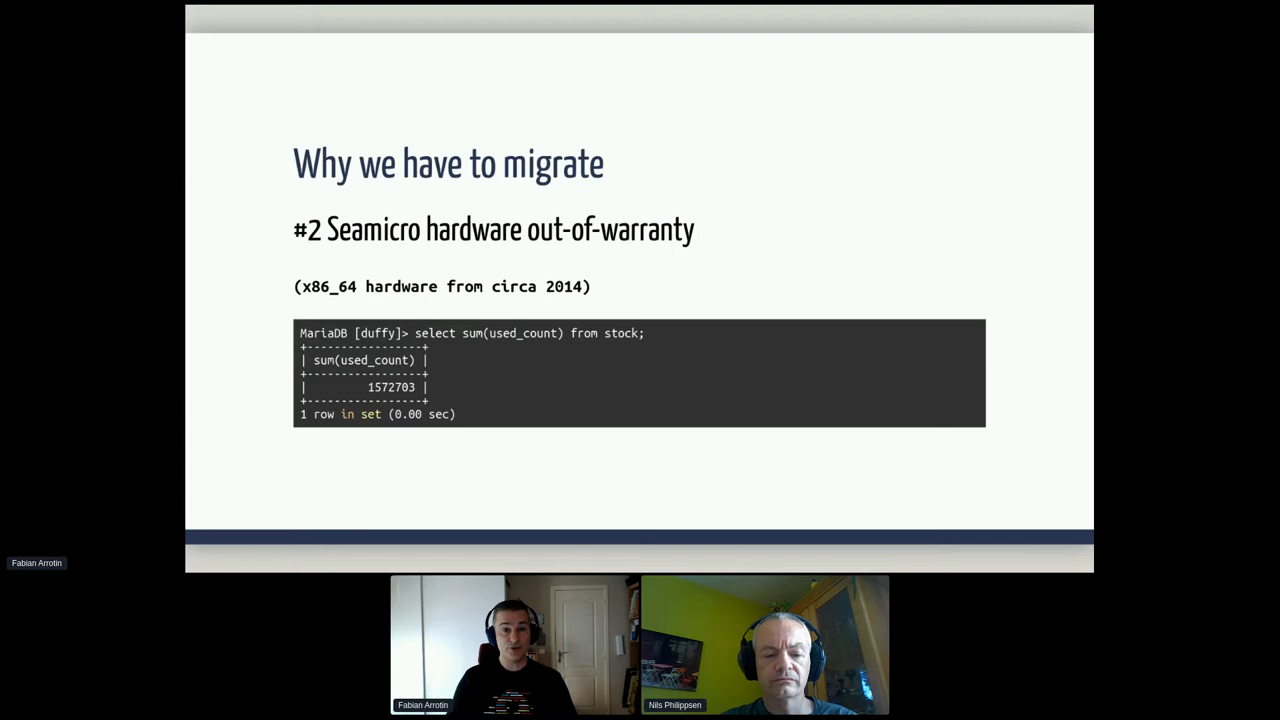 Why we have to migrate
#2 Seamicro hardware out-of-warranty
(x86_64 hardware from circa 2014)
MariaDB [duffy]> select sum(used_count) from stock;
+-----------------+
| sum(used_count) |
+-----------------+
|         1572703 |
+-----------------+
1 row in set (0.00 sec)
Fabian Arrotin
Fabian Arrotin
Nils Philippsen